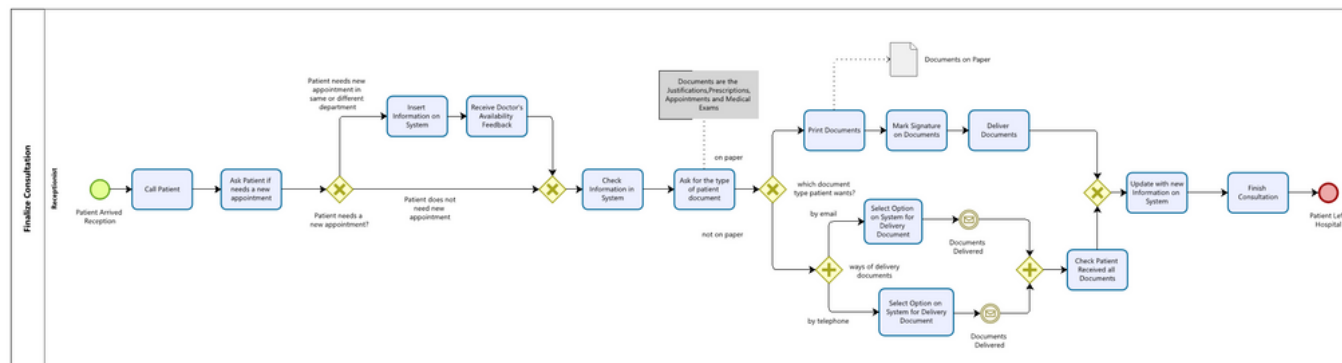 Finalize Consultation
Receptionist
Patient Arrived
Reception
Call Patient
Ask Patient if
needs a new
appointment
Patient needs new
appointment in
same or different
department
Patient needs a
new appointment?
Insert
Information on
System
Receive Doctor's
Availability
Feedback
Patient does not
need new
appointment
Check
Information in
System
Documents are the
Justifications,Prescriptions,
Appointments and Medical
Exams
Ask for the type
of patient
document
on paper
not on paper
which document
type patient wants?
Print Documents
Documents on Paper
Mark Signature
on Documents
Deliver
Documents
by email
ways of delivery
documents
by telephone
Select Option
on System for
Delivery
Document
Documents
Delivered
Select Option on
System for Delivery
Document
Documents
Delivered
Check Patient
Received all
Documents
Update with new
Information on
System
Finish
Consultation
Patient Lef
Hospital